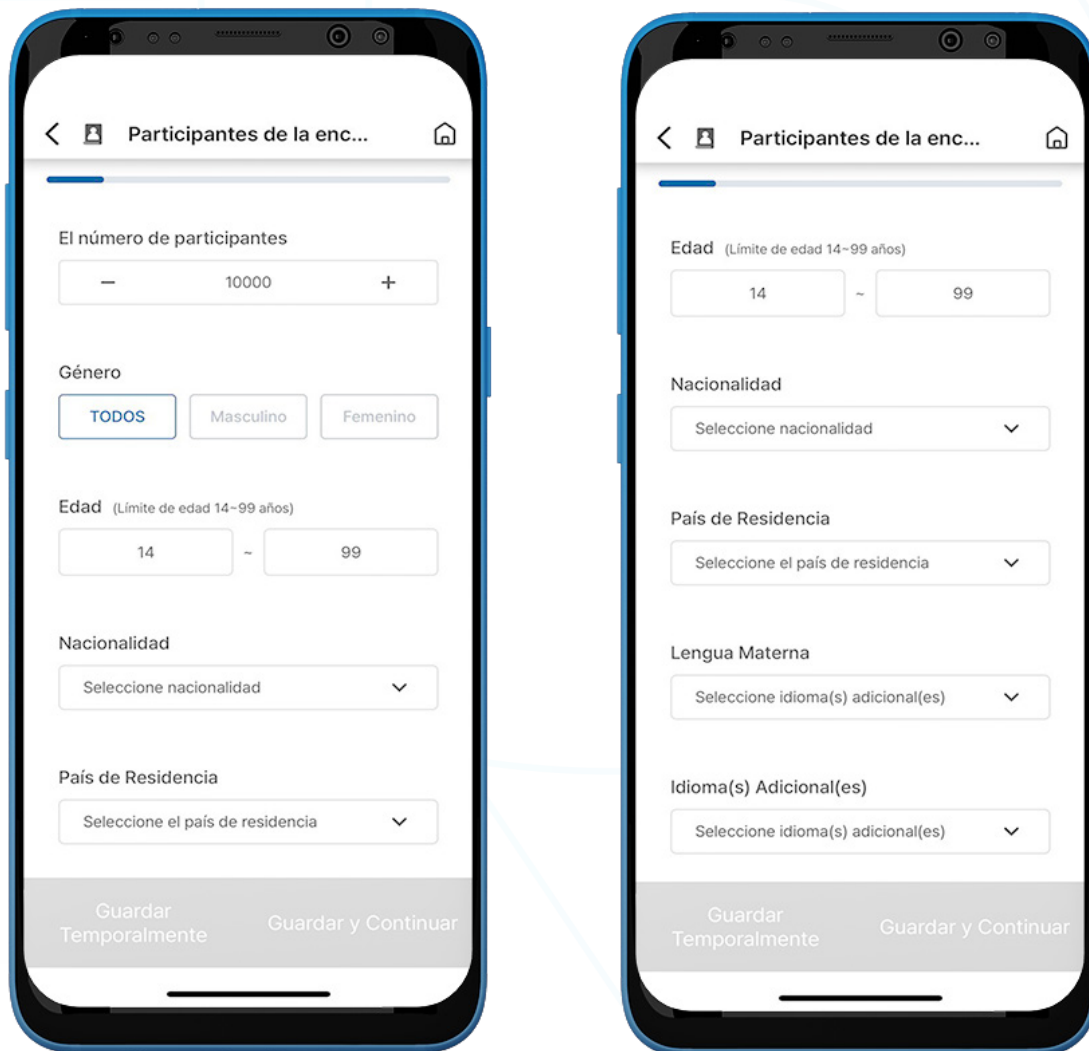 Participantes de la enc...
El número de participantes
− 10000 +
Género
TODOS Masculino Femenino
Edad (Límite de edad 14~99 años)
14 ~ 99
Nacionalidad
Seleccione nacionalidad
País de Residencia
Seleccione el país de residencia
Guardar
Temporalmente
Guardar y Continuar
Participantes de la enc...
Edad (Límite de edad 14~99 años)
14 ~ 99
Nacionalidad
Seleccione nacionalidad
País de Residencia
Seleccione el país de residencia
Lengua Materna
Seleccione idioma(s) adicional(es)
Idioma(s) Adicional(es)
Seleccione idioma(s) adicional(es)
Guardar
Temporalmente
Guardar y Continuar